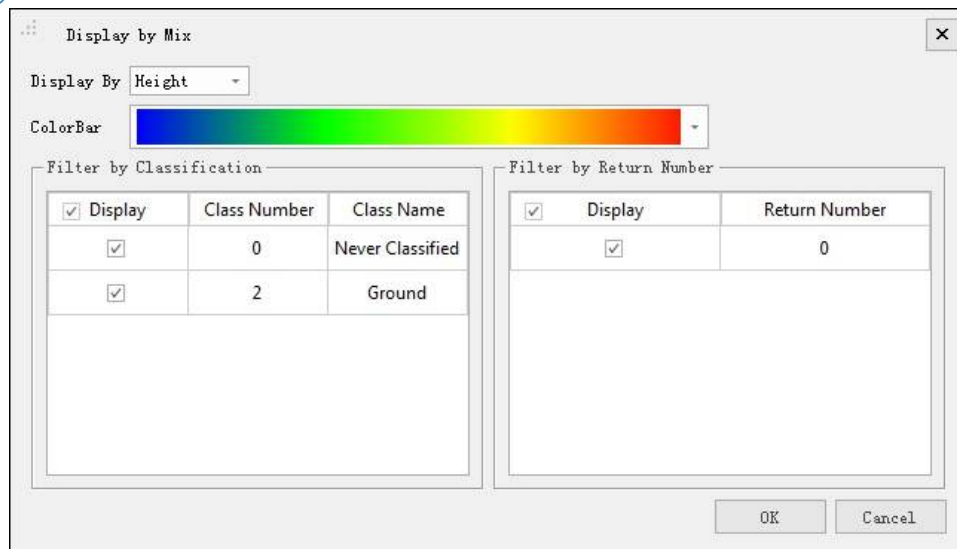 Display by Mix
Display By Height
ColorBar
Filter by Classification
Display Class Number Class Name
0 Never Classified
2 Ground
Filter by Return Number
Display Return Number
0
OK Cancel